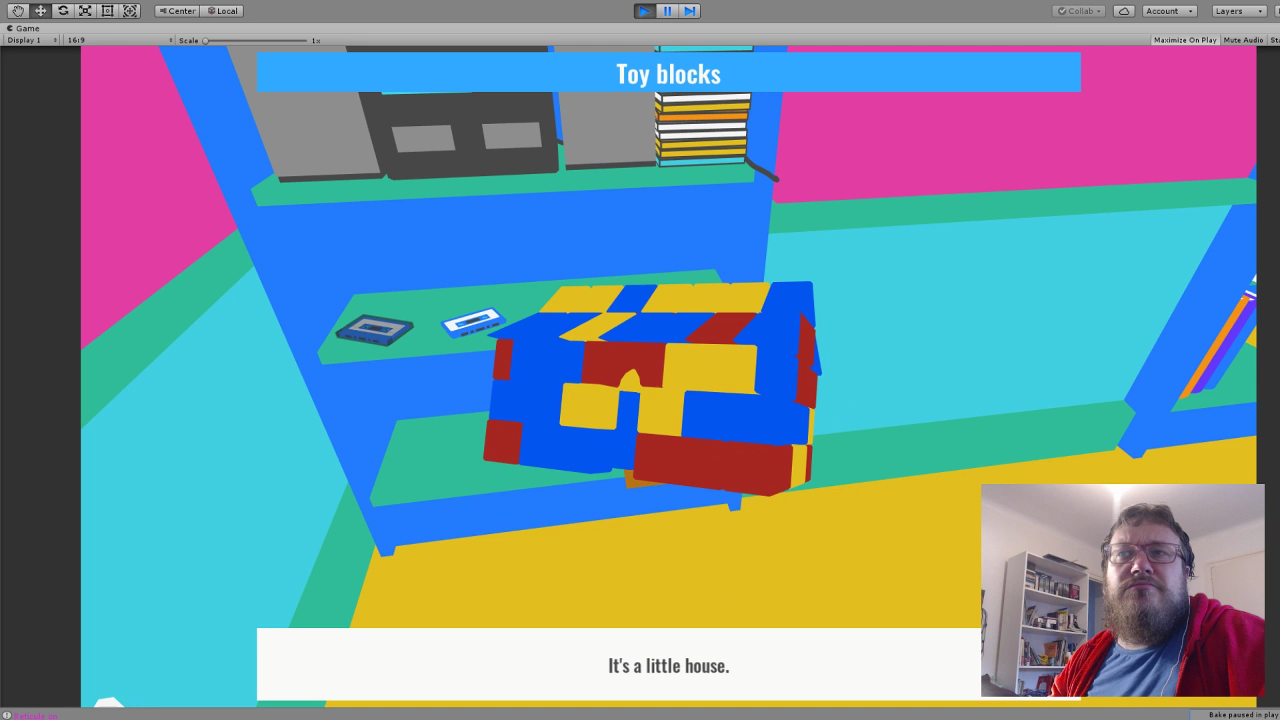 Center
Local
Collab
Account
Layers
Game
Display 1
16:9
Scale
1x
Maximize On Play
Mute Audio
Sta
Toy blocks
It's a little house.
Bake paused in play